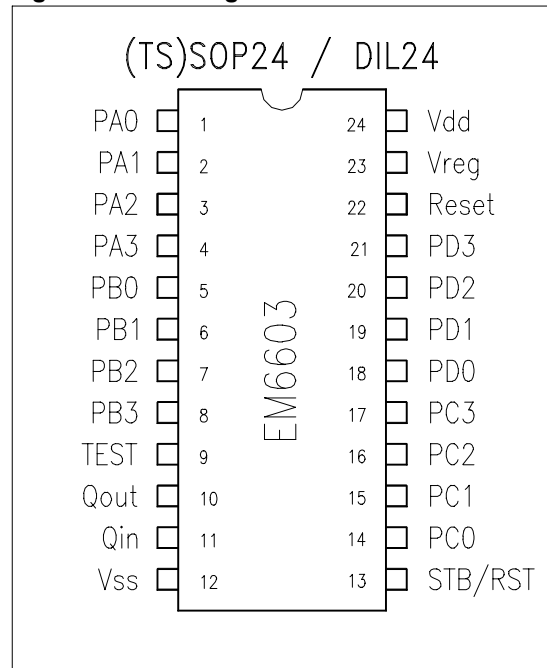 (TS)SOP24 / DIL24
PA0 1 24 Vdd
PA1 2 23 Vreg
PA2 3 22 Reset
PA3 4 21 PD3
PB0 5 20 PD2
PB1 6 19 PD1
PB2 7 18 PD0
PB3 8 17 PC3
TEST 9 16 PC2
Qout 10 15 PC1
Qin 11 14 PC0
Vss 12 13 STB/RST
EM6603